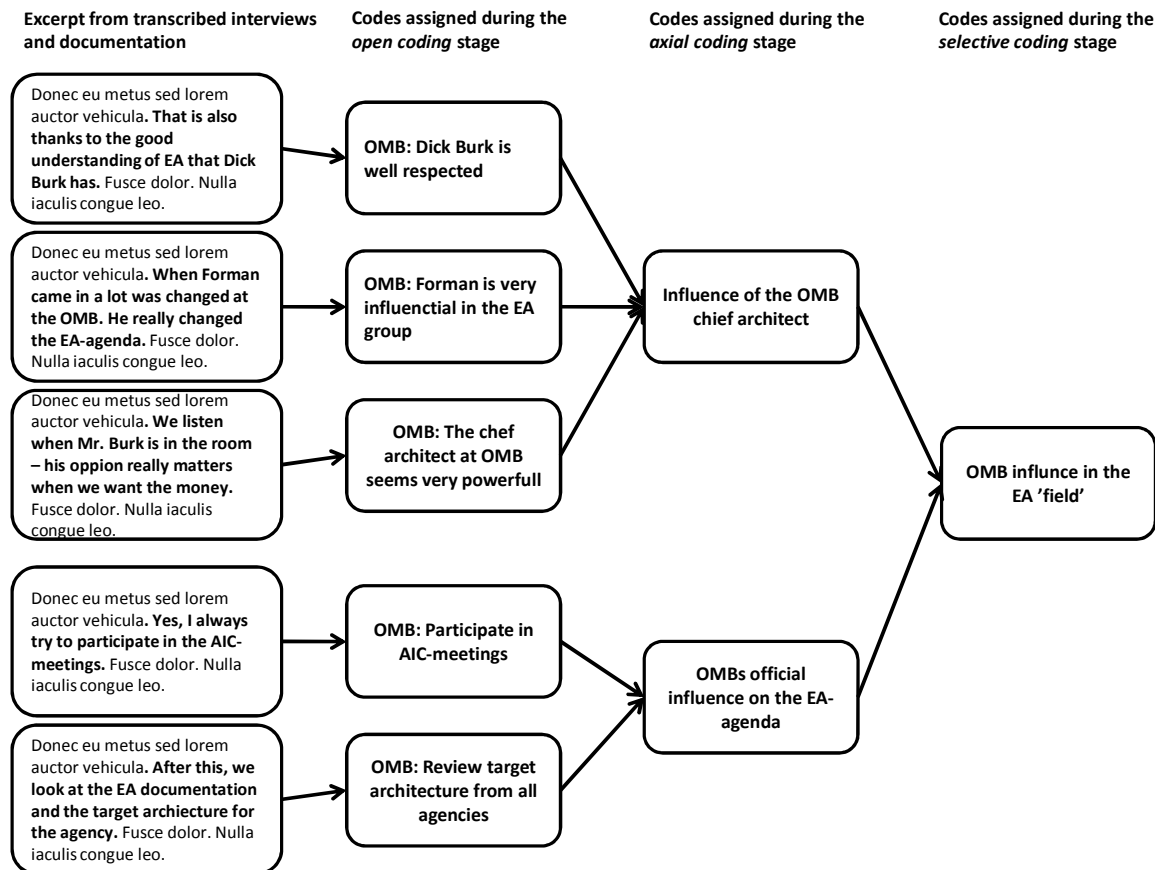 Excerpt from transcribed interviews
and documentation
Codes assigned during the
open coding stage
Codes assigned during the
axial coding stage
Codes assigned during the
selective coding stage
Donec eu metus sed lorem
auctor vehicula. That is also
thanks to the good
understanding of EA that Dick
Burk has. Fusce dolor. Nulla
iaculis congue leo.
OMB: Dick Burk is
well respected
Donec eu metus sed lorem
auctor vehicula. When Forman
came in a lot was changed at
the OMB. He really changed
the EA-agenda. Fusce dolor.
Nulla iaculis congue leo.
OMB: Forman is very
influenctial in the EA
group
Influence of the OMB
chief architect
Donec eu metus sed lorem
auctor vehicula. We listen
when Mr. Burk is in the room
– his oppion really matters
when we want the money.
Fusce dolor. Nulla iaculis
congue leo.
OMB: The chef
architect at OMB
seems very powerfull
OMB influnce in the
EA ’field’
Donec eu metus sed lorem
auctor vehicula. Yes, I always
try to participate in the AIC-
meetings. Fusce dolor. Nulla
iaculis congue leo.
OMB: Participate in
AIC-meetings
OMBs official
influence on the EA-
agenda
Donec eu metus sed lorem
auctor vehicula. After this, we
look at the EA documentation
and the target archiecture for
the agency. Fusce dolor. Nulla
iaculis congue leo.
OMB: Review target
architecture from all
agencies